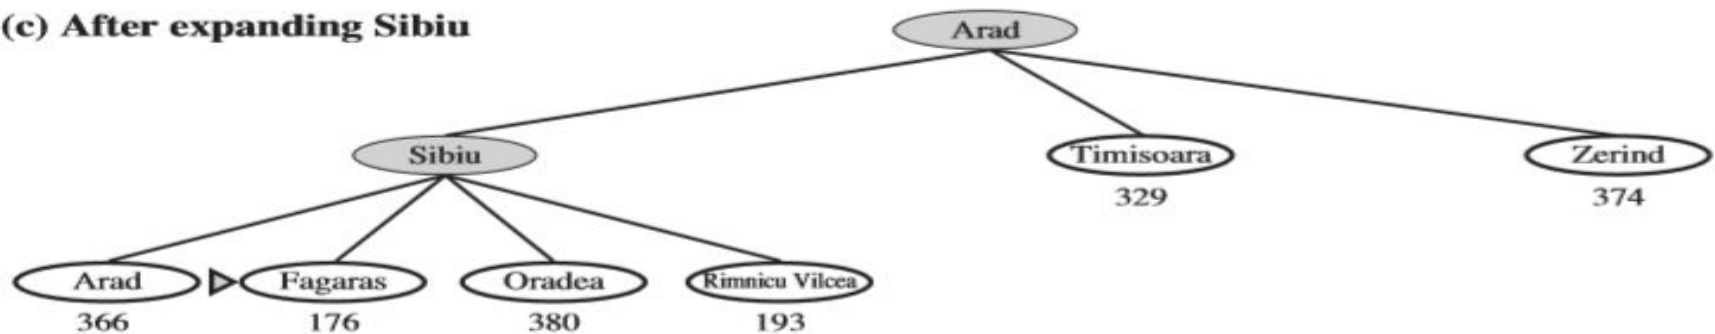 (c) After expanding Sibiu
Arad
Sibiu
Timisoara
Zerind
329
374
Arad
Fagaras
Oradea
Rimnicu Vilcea
366
176
380
193